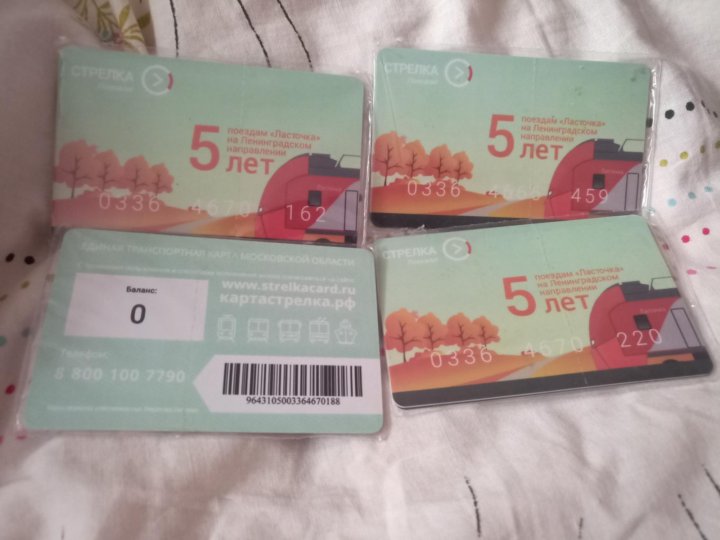 СТРЕЛКА
5 лет
поездам «Ласточка»
на Ленинградском
направлении
0336 4670 162
СТРЕЛКА
5 лет
поездам «Ласточка»
на Ленинградском
направлении
0336 459
ЕДИНАЯ ТРАНСПОРТНАЯ КАРТА МОСКОВСКОЙ ОБЛАСТИ
www.strelkacard.ru
картастрелка.рф
Баланс:
0
Телефон:
8 800 100 7790
9643105003364670188
СТРЕЛКА
5 лет
поездам «Ласточка»
на Ленинградском
направлении
0336 4670 220